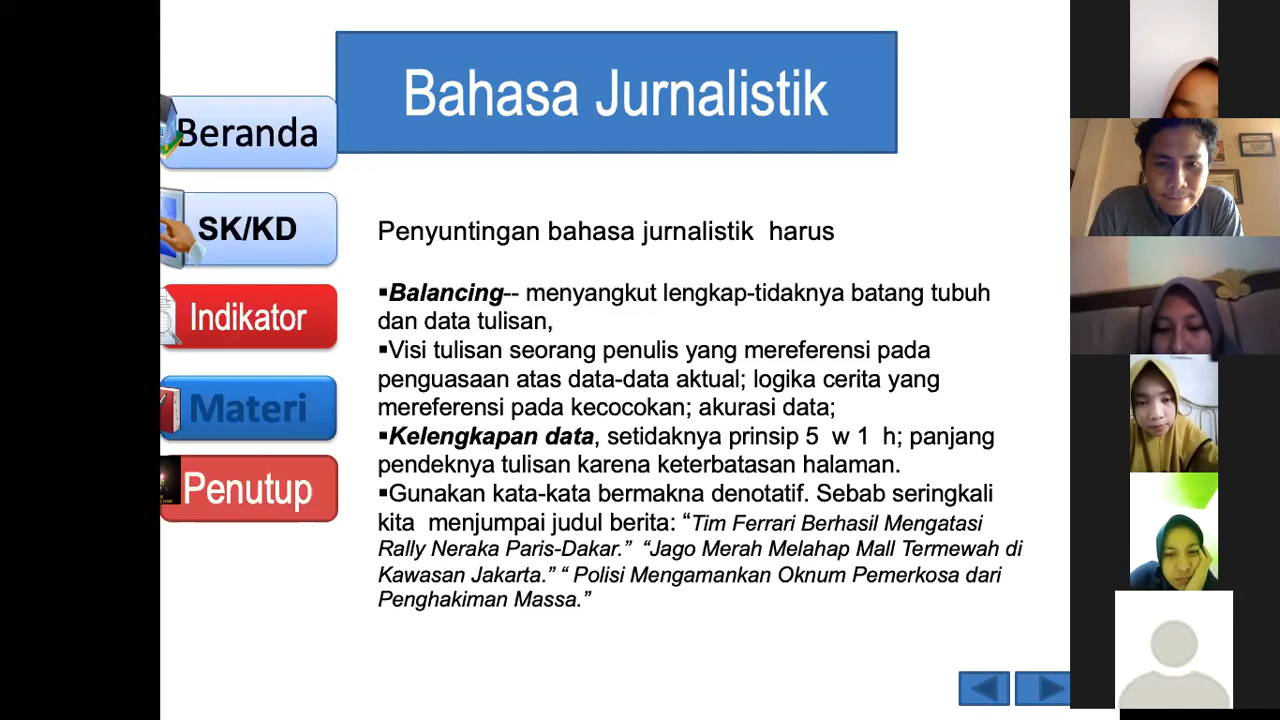 Bahasa Jurnalistik
Beranda
SK/KD
Indikator
Materi
Penutup
Penyuntingan bahasa jurnalistik harus
▪Balancing-- menyangkut lengkap-tidaknya batang tubuh
dan data tulisan,
▪Visi tulisan seorang penulis yang mereferensi pada
penguasaan atas data-data aktual; logika cerita yang
mereferensi pada kecocokan; akurasi data;
▪Kelengkapan data, setidaknya prinsip 5 w 1 h; panjang
pendeknya tulisan karena keterbatasan halaman.
▪Gunakan kata-kata bermakna denotatif. Sebab seringkali
kita menjumpai judul berita: “Tim Ferrari Berhasil Mengatasi
Rally Neraka Paris-Dakar.” “Jago Merah Melahap Mall Termewah di
Kawasan Jakarta.” “ Polisi Mengamankan Oknum Pemerkosa dari
Penghakiman Massa.”